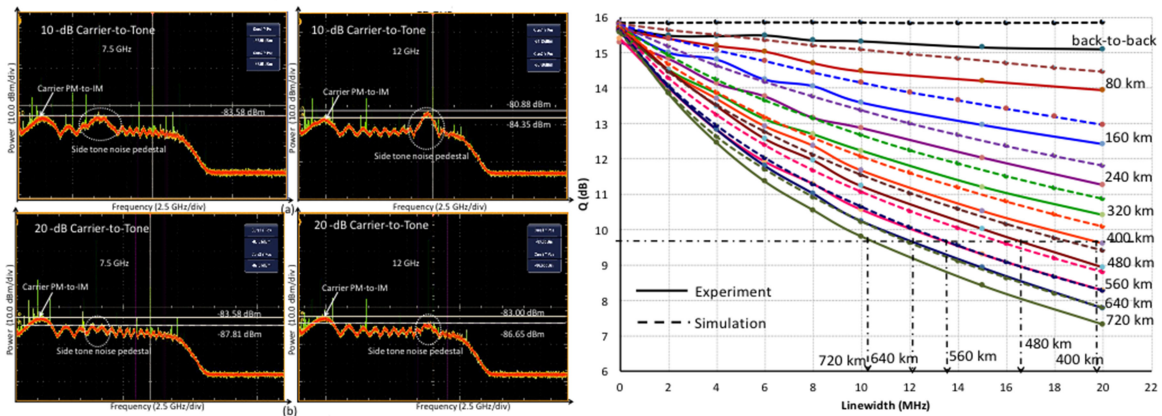 10 -dB Carrier-to-Tone
7.5 GHz
Carrier PM-to-IM
-83.58 dBm
Side tone noise pedestal
Power (10.0 dBm/div)
10 -dB Carrier-to-Tone
12 GHz
Carrier PM-to-IM
-80.88 dBm
-84.35 dBm
Side tone noise pedestal
Power (10.0 dBm/div)
Frequency (2.5 GHz/div)
(a)
Frequency (2.5 GHz/div)
20 -dB Carrier-to-Tone
7.5 GHz
Carrier PM-to-IM
-83.58 dBm
-87.81 dBm
Side tone noise pedestal
Power (10.0 dBm/div)
20 -dB Carrier-to-Tone
12 GHz
Carrier PM-to-IM
-83.00 dBm
-86.65 dBm
Side tone noise pedestal
Power (10.0 dBm/div)
Frequency (2.5 GHz/div)
(b)
Frequency (2.5 GHz/div)
16
15
14
13
12
11
10
9
8
7
6
Q (dB)
back-to-back
80 km
160 km
240 km
320 km
400 km
480 km
560 km
640 km
720 km
Experiment
Simulation
720 km
640 km
560 km
480 km
400 km
0 2 4 6 8 10 12 14 16 18 20 22
Linewidth (MHz)